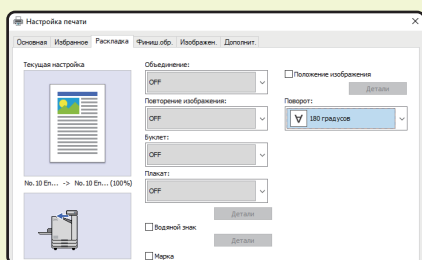 Настройка печати
Основная Избранное Раскладка Финиш.обр. Изображен. Дополнит.
Текущая настройка
No. 10 En... -> No. 10 En... (100%)
Объединение:
OFF
Повторение изображения:
OFF
Буклет:
OFF
Плакат:
OFF
Детали
Водяной знак
Детали
Марка
Положение изображения
Детали
Поворот:
180 градусов